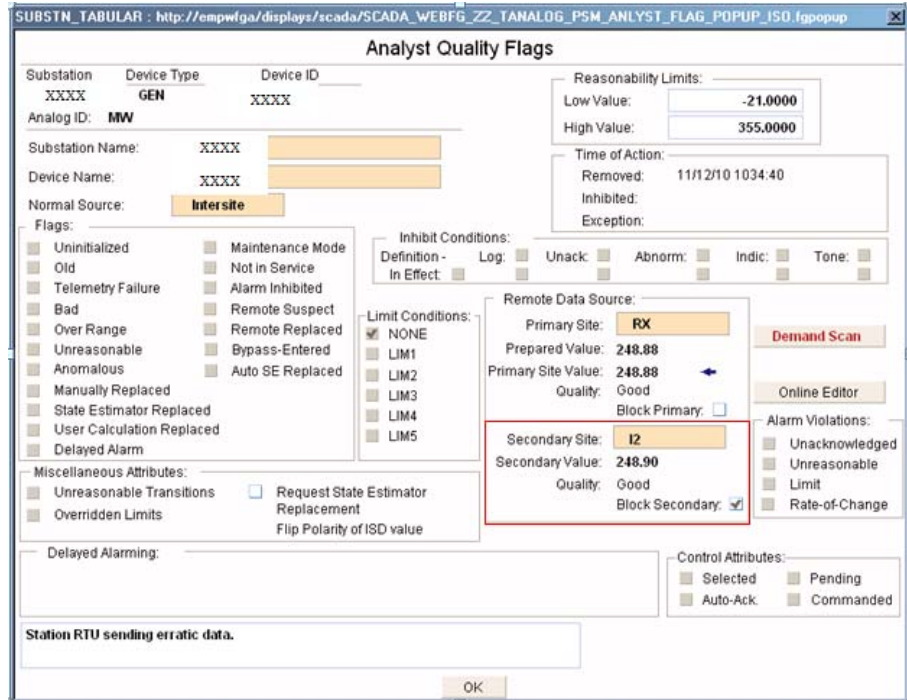 SUBSTN_TABULAR : http://empwfga/displays/scada/SCADA_WEBFG_ZZ_TANALOG_PSM_ANLYST_FLAG_POPUP_ISO.fgpopup
Analyst Quality Flags
Substation Device Type Device ID
XXXX GEN XXXX
Analog ID: MW
Substation Name: XXXX
Device Name: XXXX
Normal Source: Intersite
Reasonability Limits:
Low Value: -21.0000
High Value: 355.0000
Time of Action:
Removed: 11/12/10 1034:40
Inhibited:
Exception:
Flags:
Uninitialized Maintenance Mode
Old Not in Service
Telemetry Failure Alarm Inhibited
Bad Remote Suspect
Over Range Remote Replaced
Unreasonable Bypass-Entered
Anomalous Auto SE Replaced
Manually Replaced
State Estimator Replaced
User Calculation Replaced
Delayed Alarm
Inhibit Conditions:
Definition - Log: Unack: Abnorm: Indic: Tone:
In Effect:
Limit Conditions:
NONE
LIM1
LIM2
LIM3
LIM4
LIM5
Remote Data Source:
Primary Site: RX
Prepared Value: 248.88
Primary Site Value: 248.88
Quality: Good
Block Primary:
Secondary Site: I2
Secondary Value: 248.90
Quality: Good
Block Secondary:
Demand Scan
Online Editor
Alarm Violations:
Unacknowledged
Unreasonable
Limit
Rate-of-Change
Miscellaneous Attributes:
Unreasonable Transitions Request State Estimator
Replacement
Overridden Limits
Flip Polarity of ISD value
Delayed Alarming:
Control Attributes:
Selected Pending
Auto-Ack. Commanded
Station RTU sending erratic data.
OK